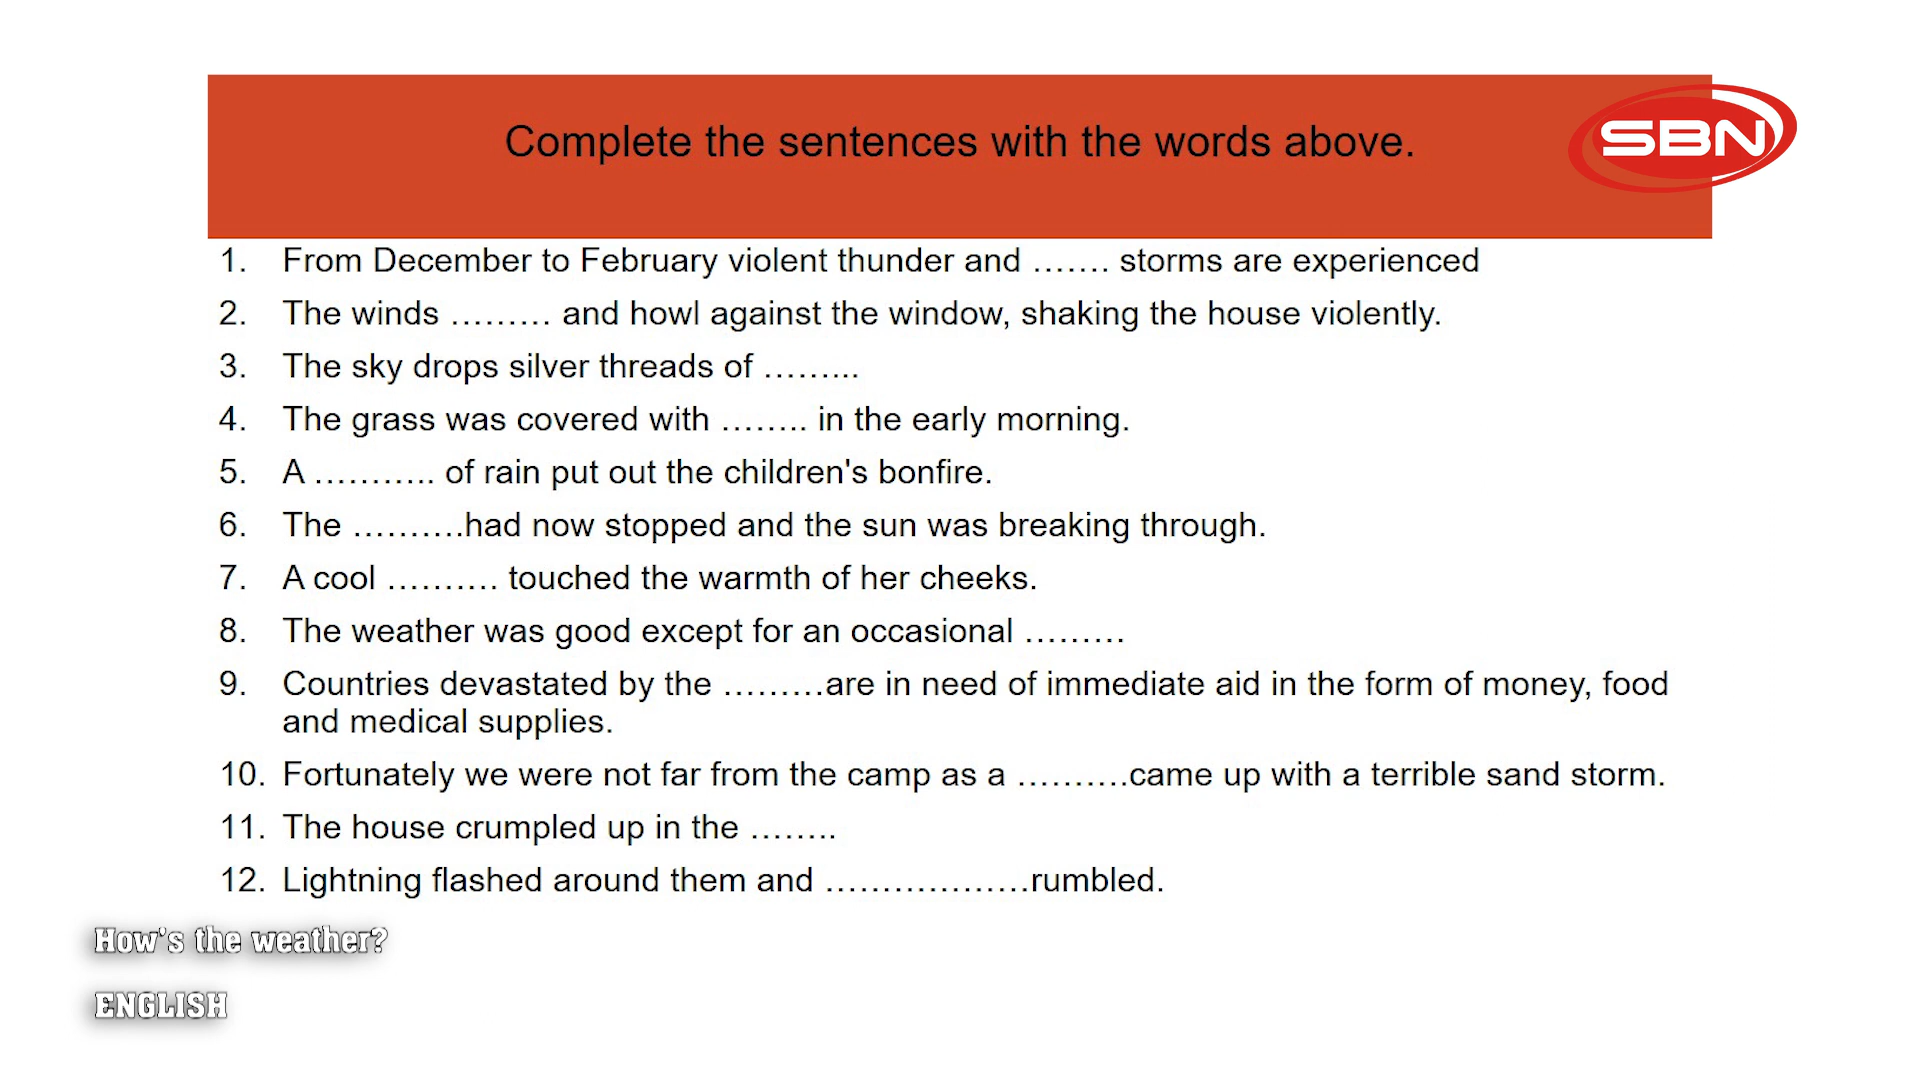 Complete the sentences with the words above.
SBN
1. From December to February violent thunder and ……. storms are experienced
2. The winds ……… and howl against the window, shaking the house violently.
3. The sky drops silver threads of ……...
4. The grass was covered with …….. in the early morning.
5. A ……….. of rain put out the children's bonfire.
6. The ……….had now stopped and the sun was breaking through.
7. A cool ………. touched the warmth of her cheeks.
8. The weather was good except for an occasional ………
9. Countries devastated by the ………are in need of immediate aid in the form of money, food
and medical supplies.
10. Fortunately we were not far from the camp as a ……….came up with a terrible sand storm.
11. The house crumpled up in the ……..
12. Lightning flashed around them and ………………rumbled.
How's the weather?
ENGLISH